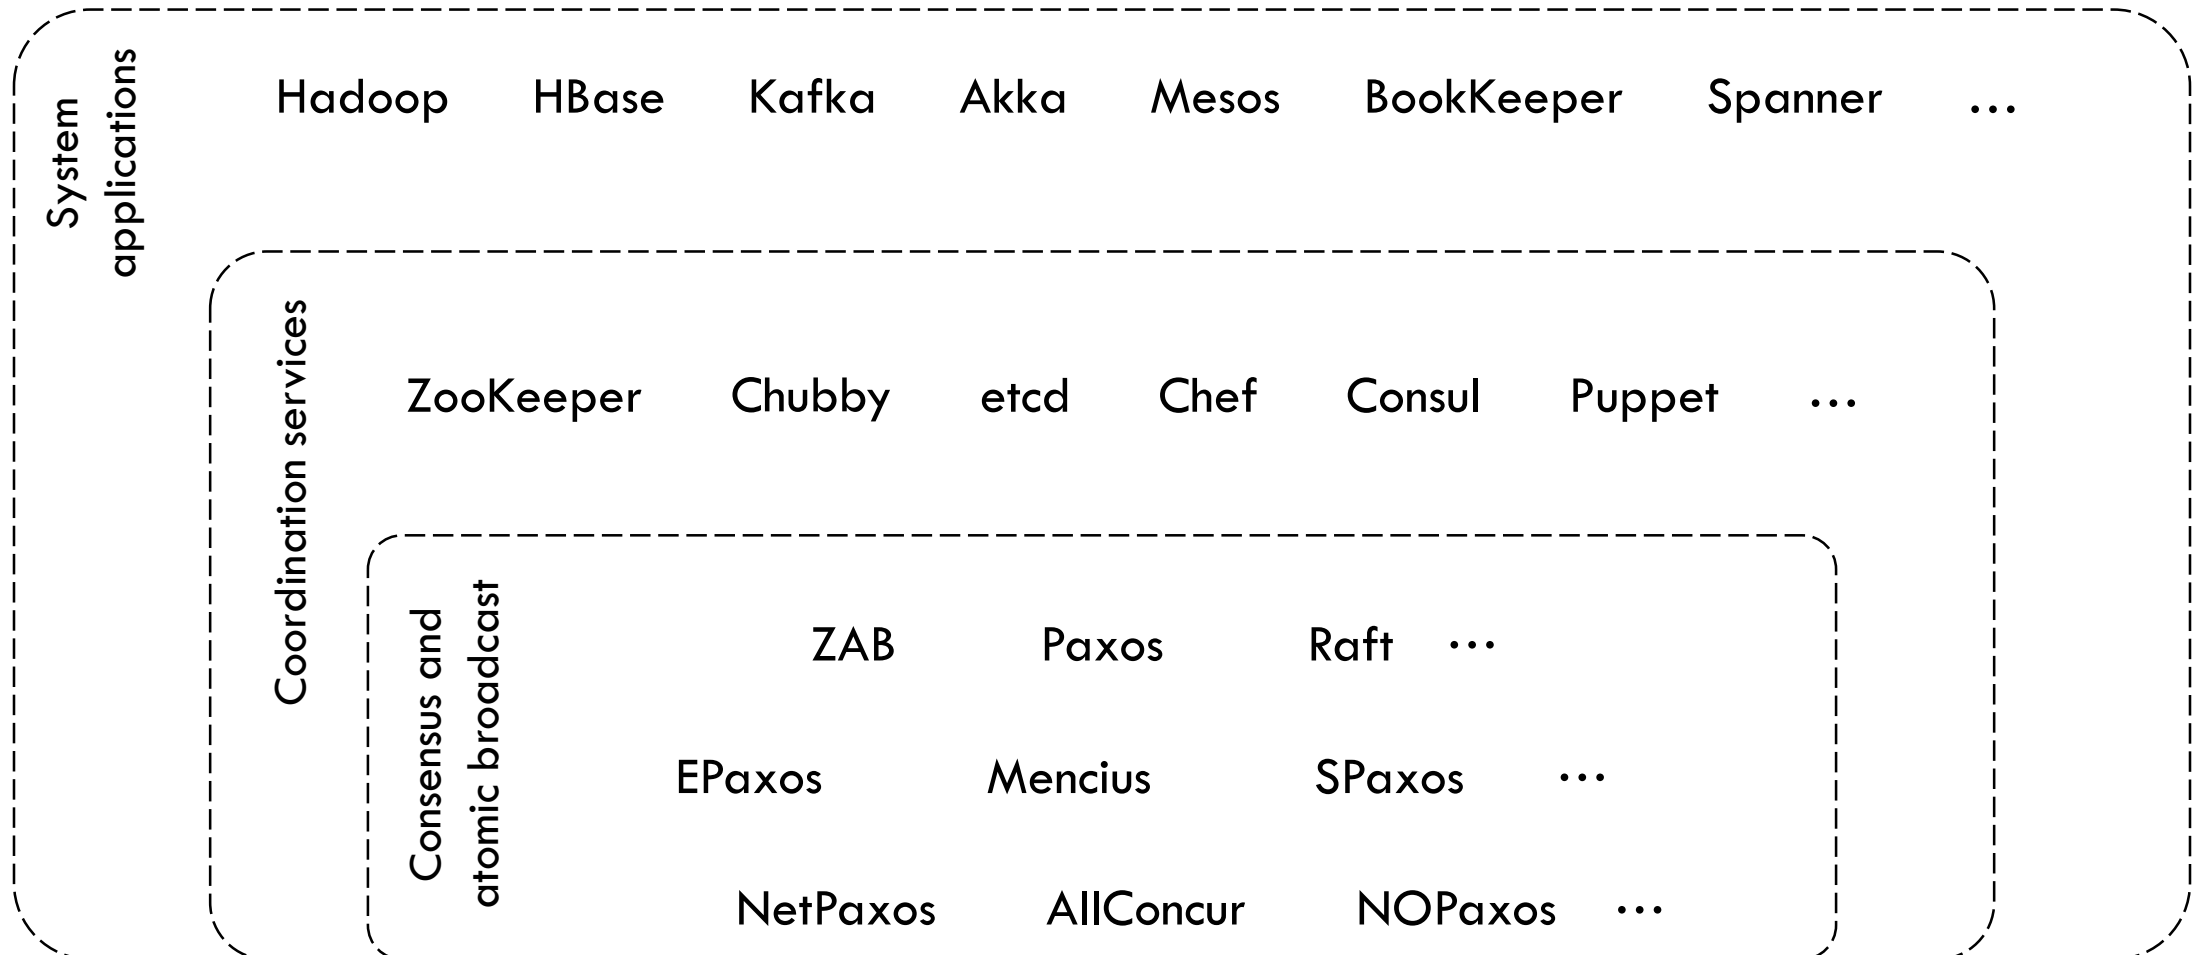 System
applications
Hadoop HBase Kafka Akka Mesos BookKeeper Spanner ...
Coordination services
ZooKeeper Chubby etcd Chef Consul Puppet ...
Consensus and
atomic broadcast
ZAB Paxos Raft ...
EPaxos Mencius SPaxos ...
NetPaxos AllConcur NOPaxos ...